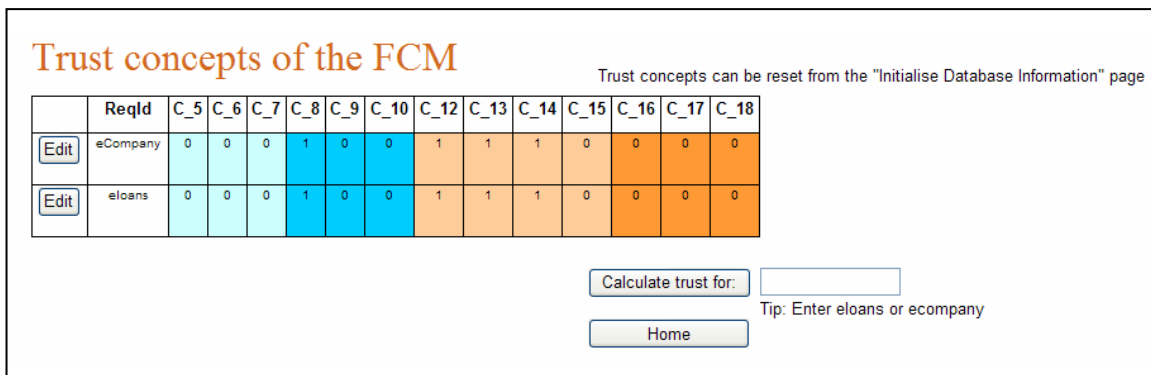 Trust concepts of the FCM
Trust concepts can be reset from the "Initialise Database Information" page
ReqId C_5 C_6 C_7 C_8 C_9 C_10 C_12 C_13 C_14 C_15 C_16 C_17 C_18
Edit eCompany 0 0 0 1 0 0 1 1 1 0 0 0 0
Edit eloans 0 0 0 1 0 0 1 1 1 0 0 0 0
Calculate trust for:
Tip: Enter eloans or ecompany
Home